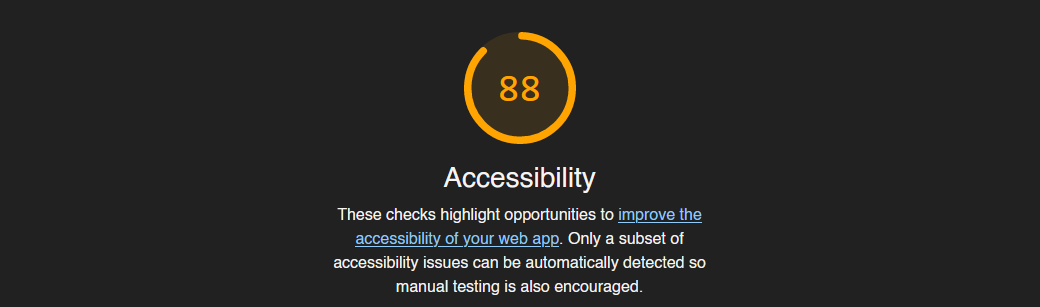 88
Accessibility
These checks highlight opportunities to improve the
accessibility of your web app. Only a subset of
accessibility issues can be automatically detected so
manual testing is also encouraged.